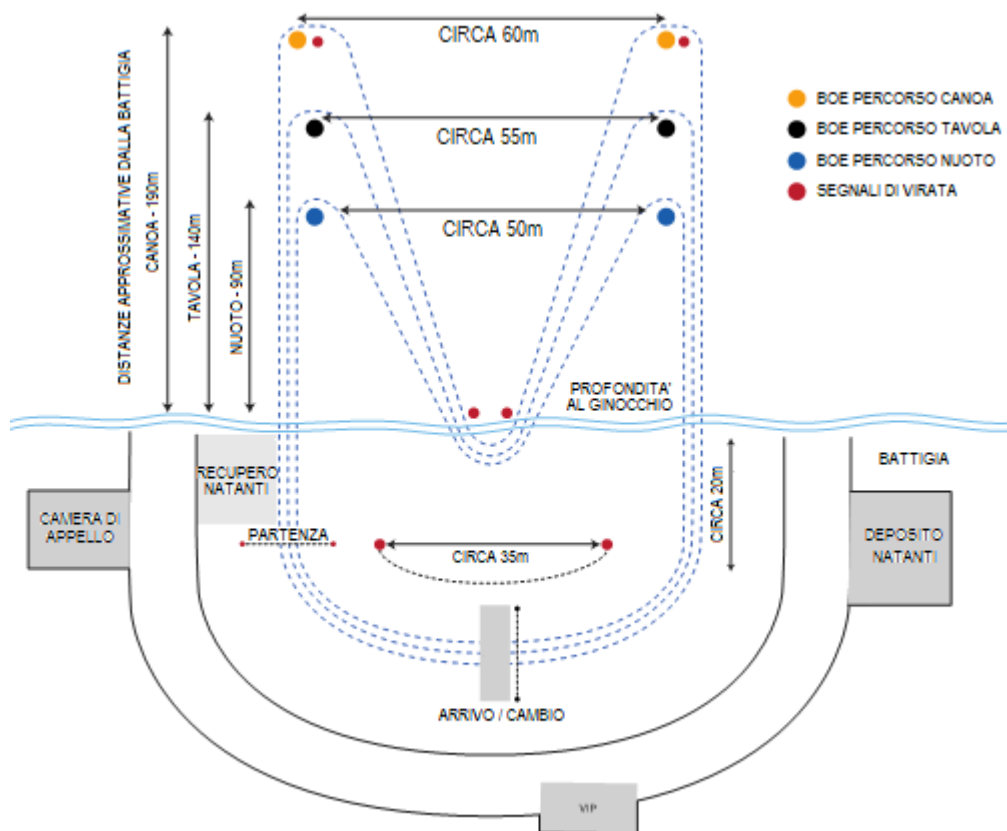 CIRCA 60m
CIRCA 55m
CIRCA 50m
BOE PERCORSO CANOA
BOE PERCORSO TAVOLA
BOE PERCORSO NUOTO
SEGNALI DI VIRATA
DISTANZE APPROSSIMATIVE DALLA BATTIGIA
CANOA - 190m
TAVOLA - 140m
NUOTO - 90m
PROFONDITA'
AL GINOCCHIO
RECUPERO
NATANTI
BATTIGIA
CIRCA 20m
CAMERA DI
APPELLO
PARTENZA
CIRCA 35m
DEPOSITO
NATANTI
ARRIVO / CAMBIO
VIP